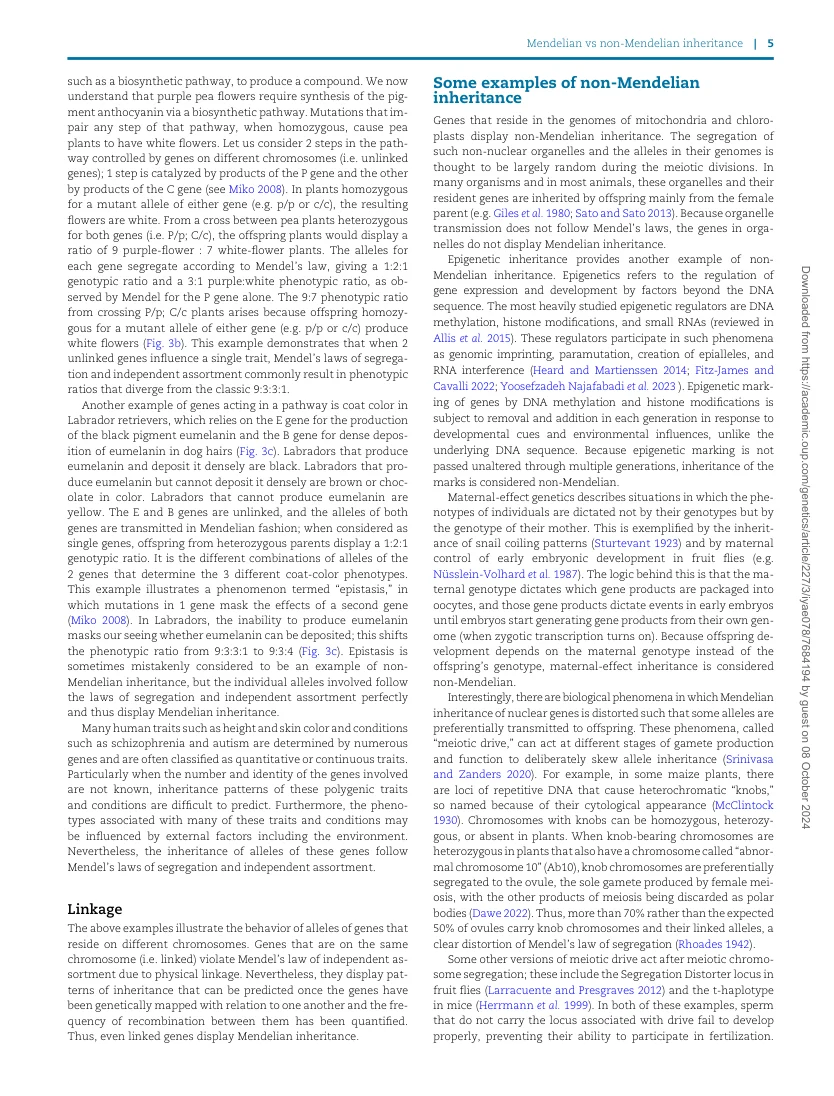 Mendelian vs non-Mendelian inheritance | 5
such as a biosynthetic pathway, to produce a compound. We now
understand that purple pea flowers require synthesis of the pig-
ment anthocyanin via a biosynthetic pathway. Mutations that im-
pair any step of that pathway, when homozygous, cause pea
plants to have white flowers. Let us consider 2 steps in the path-
way controlled by genes on different chromosomes (i.e. unlinked
genes); 1 step is catalyzed by products of the P gene and the other
by products of the C gene (see Miko 2008). In plants homozygous
for a mutant allele of either gene (e.g. p/p or c/c), the resulting
flowers are white. From a cross between pea plants heterozygous
for both genes (i.e. P/p; C/c), the offspring plants would display a
ratio of 9 purple-flower : 7 white-flower plants. The alleles for
each gene segregate according to Mendel's law, giving a 1:2:1
genotypic ratio and a 3:1 purple:white phenotypic ratio, as ob-
served by Mendel for the P gene alone. The 9:7 phenotypic ratio
from crossing P/p; C/c plants arises because offspring homozy-
gous for a mutant allele of either gene (e.g. p/p or c/c) produce
white flowers (Fig. 3b). This example demonstrates that when 2
unlinked genes influence a single trait, Mendel's laws of segrega-
tion and independent assortment commonly result in phenotypic
ratios that diverge from the classic 9:3:3:1.
Another example of genes acting in a pathway is coat color in
Labrador retrievers, which relies on the E gene for the production
of the black pigment eumelanin and the B gene for dense depos-
ition of eumelanin in dog hairs (Fig. 3c). Labradors that produce
eumelanin and deposit it densely are black. Labradors that pro-
duce eumelanin but cannot deposit it densely are brown or choc-
olate in color. Labradors that cannot produce eumelanin are
yellow. The E and B genes are unlinked, and the alleles of both
genes are transmitted in Mendelian fashion; when considered as
single genes, offspring from heterozygous parents display a 1:2:1
genotypic ratio. It is the different combinations of alleles of the
2 genes that determine the 3 different coat-color phenotypes.
This example illustrates a phenomenon termed "epistasis," in
which mutations in 1 gene mask the effects of a second gene
(Miko 2008). In Labradors, the inability to produce eumelanin
masks our seeing whether eumelanin can be deposited; this shifts
the phenotypic ratio from 9:3:3:1 to 9:3:4 (Fig. 3c). Epistasis is
sometimes mistakenly considered to be an example of non-
Mendelian inheritance, but the individual alleles involved follow
the laws of segregation and independent assortment perfectly
and thus display Mendelian inheritance.
Many human traits such as height and skin color and conditions
such as schizophrenia and autism are determined by numerous
genes and are often classified as quantitative or continuous traits.
Particularly when the number and identity of the genes involved
are not known, inheritance patterns of these polygenic traits
and conditions are difficult to predict. Furthermore, the pheno-
types associated with many of these traits and conditions may
be influenced by external factors including the environment.
Nevertheless, the inheritance of alleles of these genes follow
Mendel's laws of segregation and independent assortment.
Linkage
The above examples illustrate the behavior of alleles of genes that
reside on different chromosomes. Genes that are on the same
chromosome (i.e. linked) violate Mendel's law of independent as-
sortment due to physical linkage. Nevertheless, they display pat-
terns of inheritance that can be predicted once the genes have
been genetically mapped with relation to one another and the fre-
quency of recombination between them has been quantified.
Thus, even linked genes display Mendelian inheritance.
Some examples of non-Mendelian
inheritance
Genes that reside in the genomes of mitochondria and chloro-
plasts display non-Mendelian inheritance. The segregation of
such non-nuclear organelles and the alleles in their genomes is
thought to be largely random during the meiotic divisions. In
many organisms and in most animals, these organelles and their
resident genes are inherited by offspring mainly from the female
parent (e.g. Giles et al. 1980; Sato and Sato 2013). Because organelle
transmission does not follow Mendel's laws, the genes in orga-
nelles do not display Mendelian inheritance.
Epigenetic inheritance provides another example of non-
Mendelian inheritance. Epigenetics refers to the regulation of
gene expression and development by factors beyond the DNA
sequence. The most heavily studied epigenetic regulators are DNA
methylation, histone modifications, and small RNAs (reviewed in
Allis et al. 2015). These regulators participate in such phenomena
as genomic imprinting, paramutation, creation of epialleles, and
RNA interference (Heard and Martienssen 2014; Fitz-James and
Cavalli 2022; Yoosefzadeh Najafabadi et al. 2023 ). Epigenetic mark-
ing of genes by DNA methylation and histone modifications is
subject to removal and addition in each generation in response to
developmental cues and environmental influences, unlike the
underlying DNA sequence. Because epigenetic marking is not
passed unaltered through multiple generations, inheritance of the
marks is considered non-Mendelian.
Maternal-effect genetics describes situations in which the phe-
notypes of individuals are dictated not by their genotypes but by
the genotype of their mother. This is exemplified by the inherit-
ance of snail coiling patterns (Sturtevant 1923) and by maternal
control of early embryonic development in fruit flies (e.g.
Nüsslein-Volhard et al. 1987). The logic behind this is that the ma-
ternal genotype dictates which gene products are packaged into
oocytes, and those gene products dictate events in early embryos
until embryos start generating gene products from their own gen-
ome (when zygotic transcription turns on). Because offspring de-
velopment depends on the maternal genotype instead of the
offspring's genotype, maternal-effect inheritance is considered
non-Mendelian.
Interestingly, there are biological phenomena in which Mendelian
inheritance of nuclear genes is distorted such that some alleles are
preferentially transmitted to offspring. These phenomena, called
"meiotic drive," can act at different stages of gamete production
and function to deliberately skew allele inheritance (Srinivasa
and Zanders 2020). For example, in some maize plants, there
are loci of repetitive DNA that cause heterochromatic "knobs,"
so named because of their cytological appearance (McClintock
1930). Chromosomes with knobs can be homozygous, heterozy-
gous, or absent in plants. When knob-bearing chromosomes are
heterozygous in plants that also have a chromosome called "abnor-
mal chromosome 10" (Ab10), knob chromosomes are preferentially
segregated to the ovule, the sole gamete produced by female mei-
osis, with the other products of meiosis being discarded as polar
bodies (Dawe 2022). Thus, more than 70% rather than the expected
50% of ovules carry knob chromosomes and their linked alleles, a
clear distortion of Mendel's law of segregation (Rhoades 1942).
Some other versions of meiotic drive act after meiotic chromo-
some segregation; these include the Segregation Distorter locus in
fruit flies (Larracuente and Presgraves 2012) and the t-haplotype
in mice (Herrmann et al. 1999). In both of these examples, sperm
that do not carry the locus associated with drive fail to develop
properly, preventing their ability to participate in fertilization.
Downloaded from https://academic.oup.com/genetics/article/227/3/iyae078/7684194 by guest on 08 October 2024